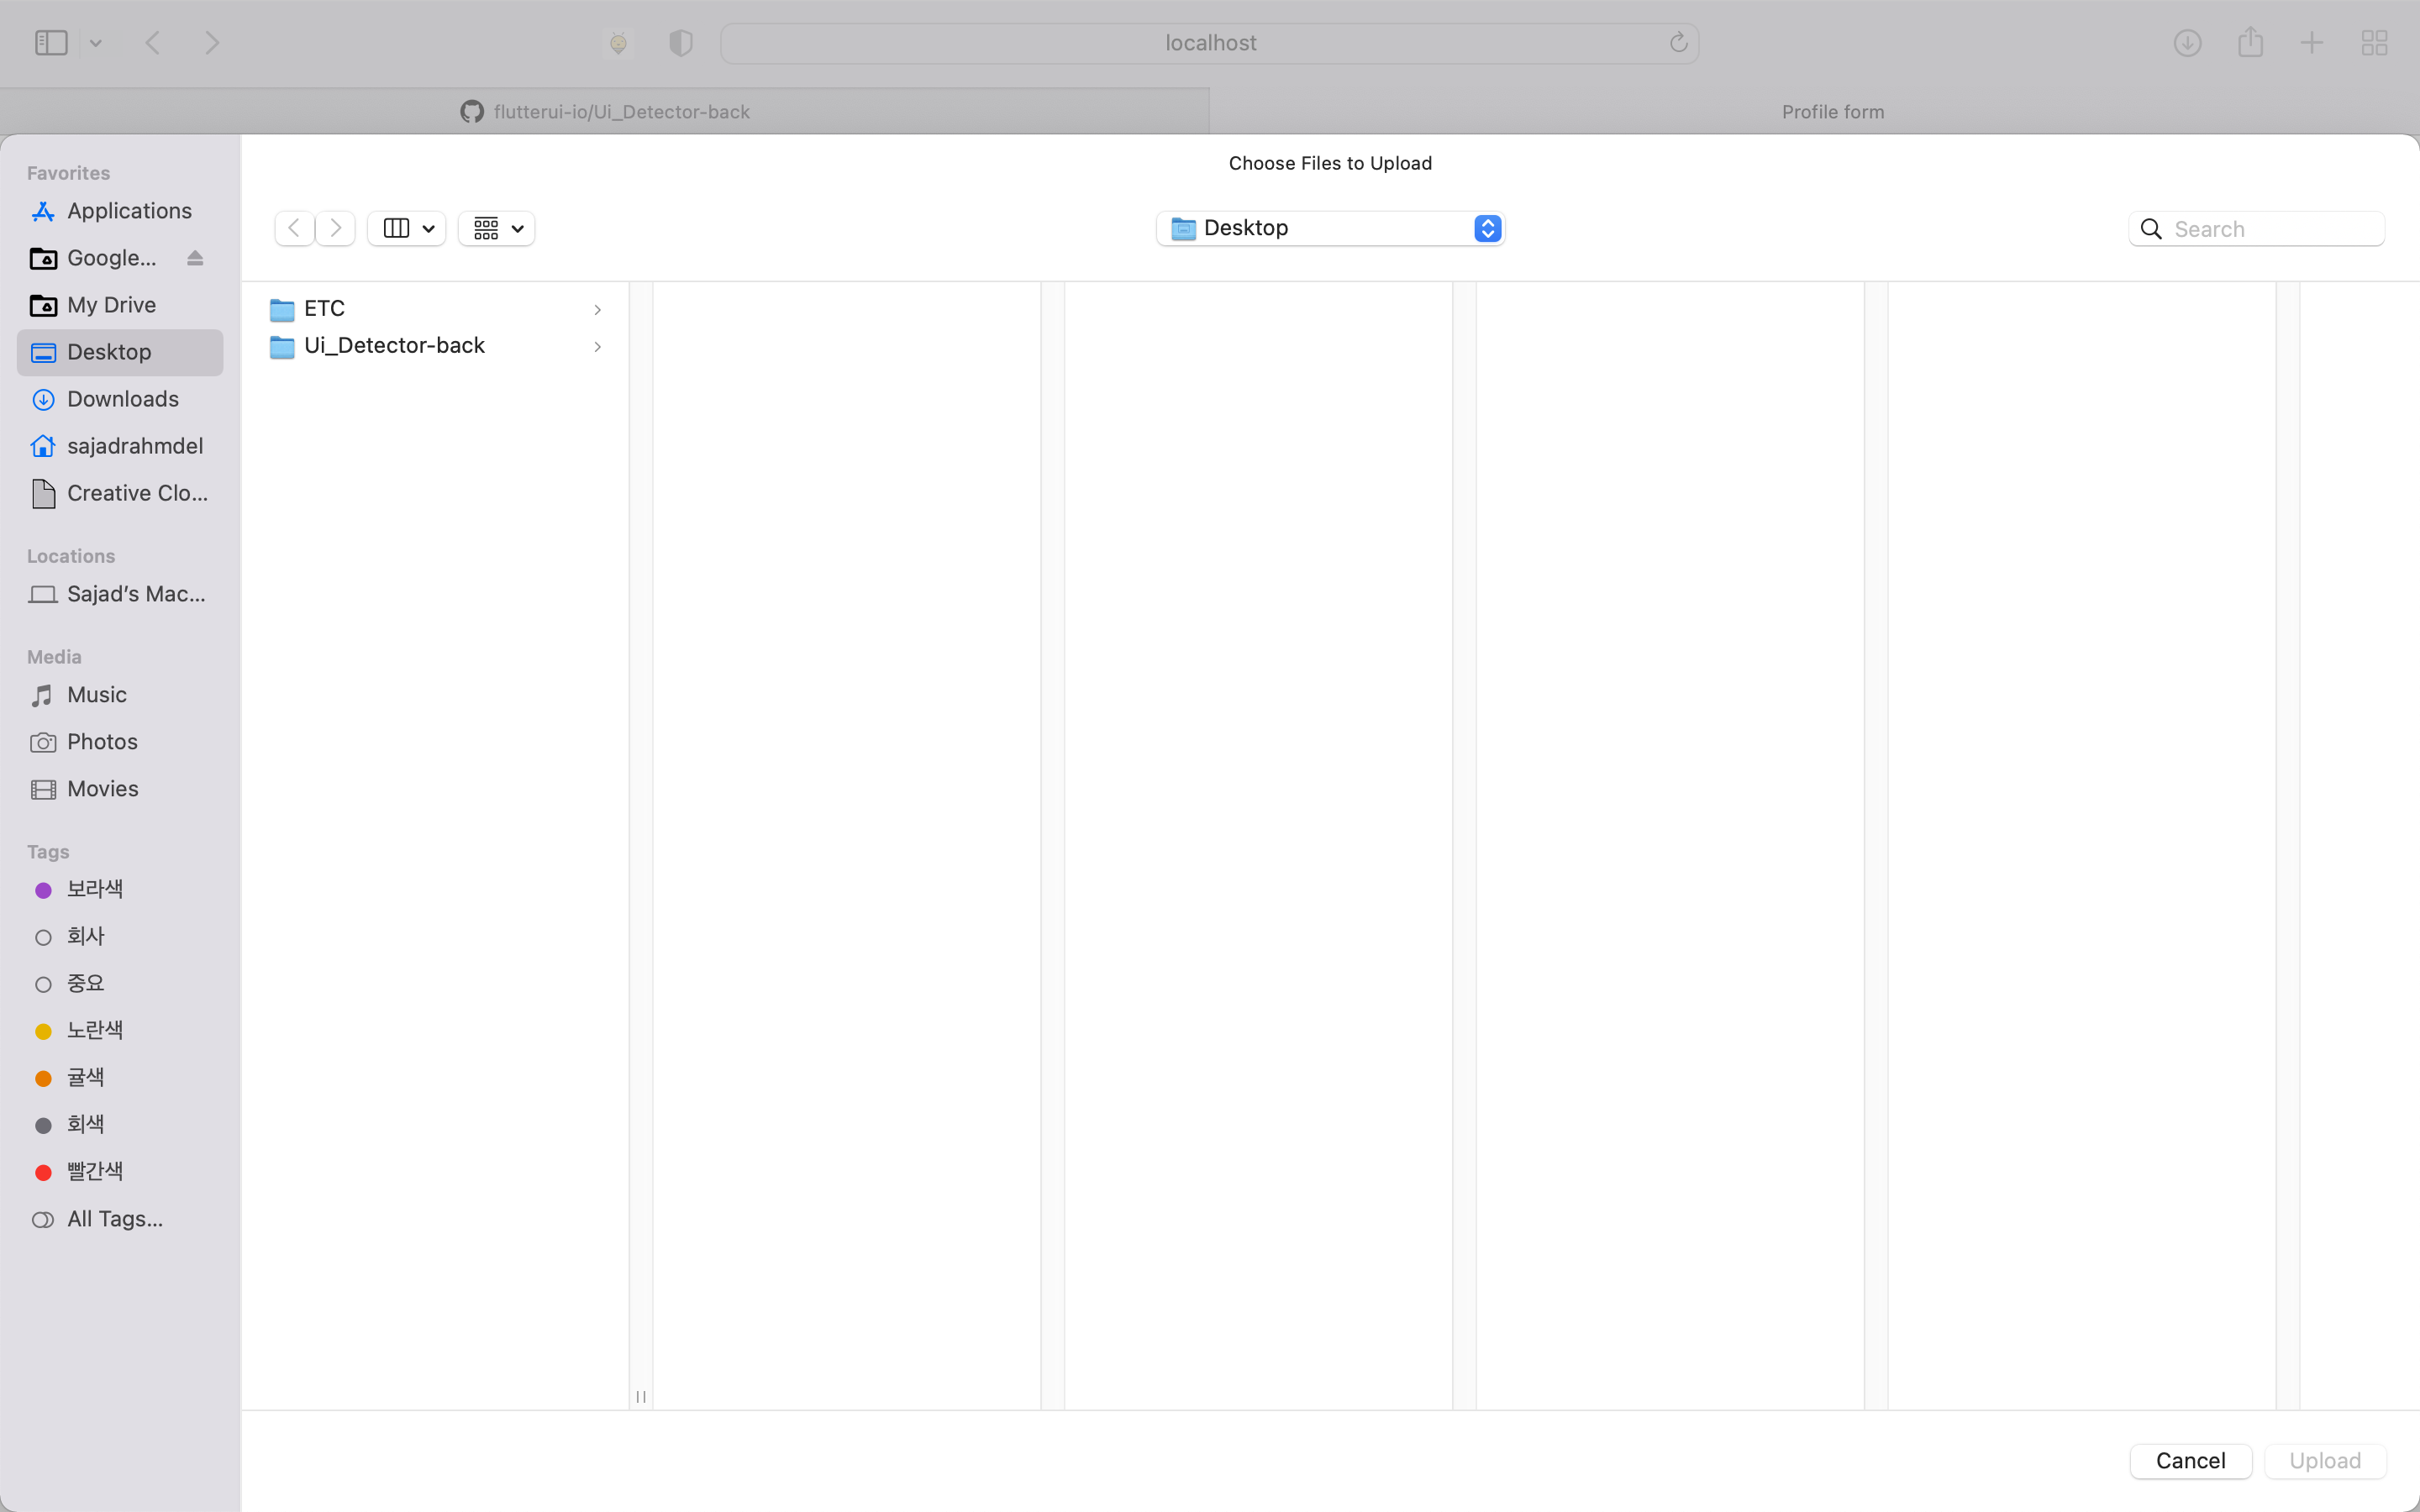 localhost
flutterui-io/Ui_Detector-back
Profile form
Choose Files to Upload
Desktop
Search
Favorites
Applications
Google...
My Drive
Desktop
Downloads
sajadrahmdel
Creative Clo...
Locations
Sajad's Mac...
Media
Music
Photos
Movies
Tags
보라색
회사
중요
노란색
귤색
회색
빨간색
All Tags...
ETC
Ui_Detector-back
Cancel
Upload